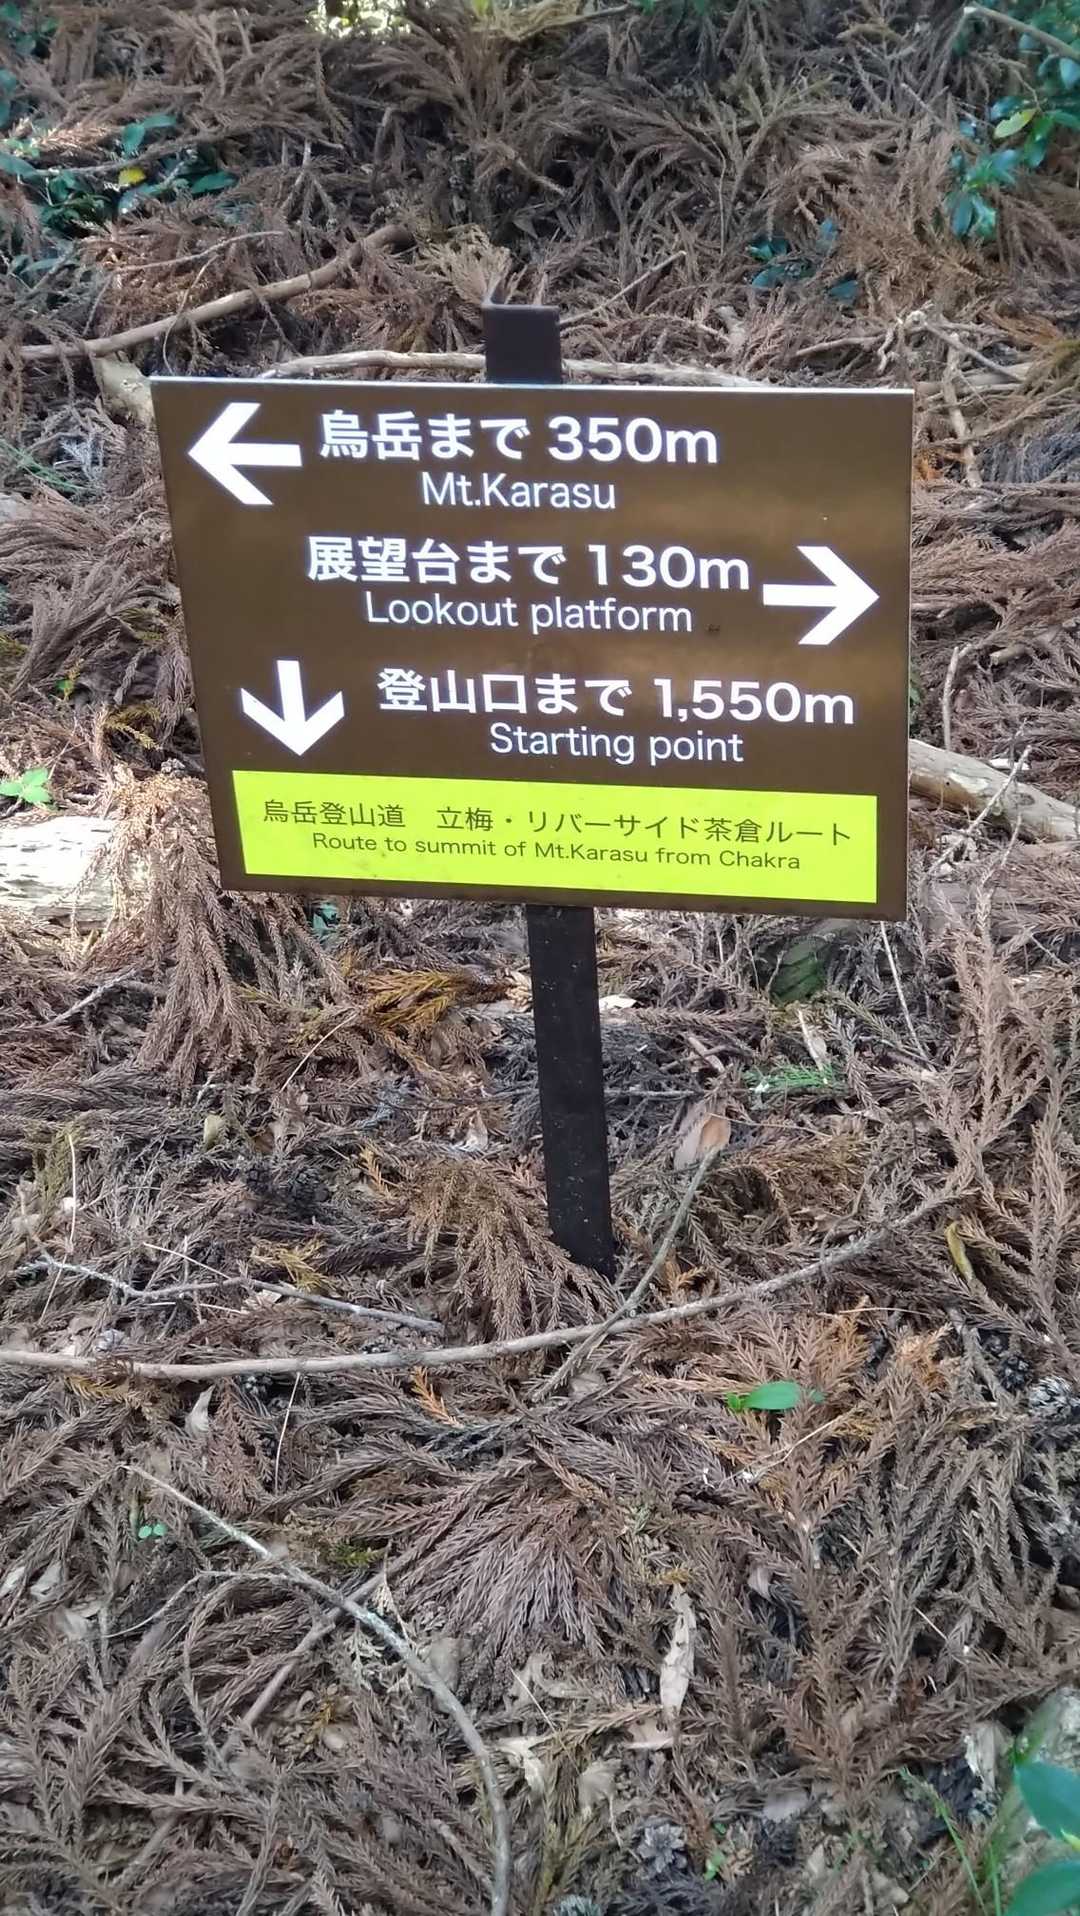 ← 烏岳まで 350m
Mt.Karasu
展望台まで 130m →
Lookout platform
↓ 登山口まで 1,550m
Starting point
烏岳登山道　立梅・リバーサイド茶倉ルート
Route to summit of Mt.Karasu from Chakra